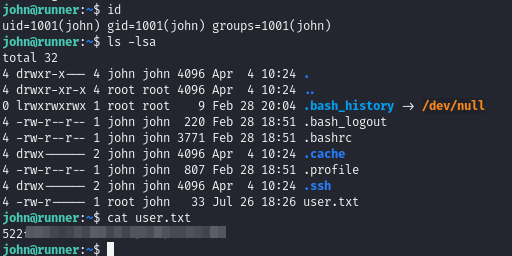 john@runner:~$ id
uid=1001(john) gid=1001(john) groups=1001(john)
john@runner:~$ ls -lsa
total 32
4 drwxr-x--- 4 john john 4096 Apr  4 10:24 .
4 drwxr-xr-x 4 root root 4096 Apr  4 10:24 ..
0 lrwxrwxrwx 1 root root    9 Feb 28 20:04 .bash_history -> /dev/null
4 -rw-r--r-- 1 john john  220 Feb 28 18:51 .bash_logout
4 -rw-r--r-- 1 john john 3771 Feb 28 18:51 .bashrc
4 drwx------ 2 john john 4096 Apr  4 10:24 .cache
4 -rw-r--r-- 1 john john  807 Feb 28 18:51 .profile
4 drwx------ 2 john john 4096 Apr  4 10:24 .ssh
4 -rw-r----- 1 root john   33 Jul 26 18:26 user.txt
john@runner:~$ cat user.txt
522
john@runner:~$